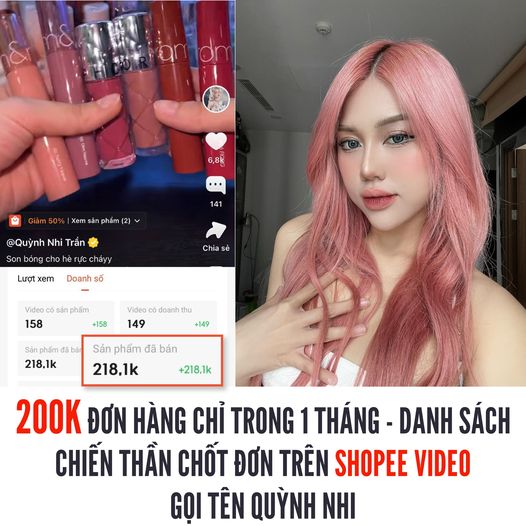 m&
HDOR
dm
6,8k
141
Chia sẻ
Giảm 50% | Xem sản phẩm (2)
@Quỳnh Nhi Trần
Son bóng cho hè rực cháyy
Lượt xem Doanh số
Video có sản phẩm Video có doanh thu
158 +158 149 +149
Sản phẩm đã bán
218,1k
Sản phẩm đã bán
218,1k +218.1k
200K ĐƠN HÀNG CHỈ TRONG 1 THÁNG - DANH SÁCH
CHIẾN THẦN CHỐT ĐƠN TRÊN SHOPEE VIDEO
GỌI TÊN QUỲNH NHI